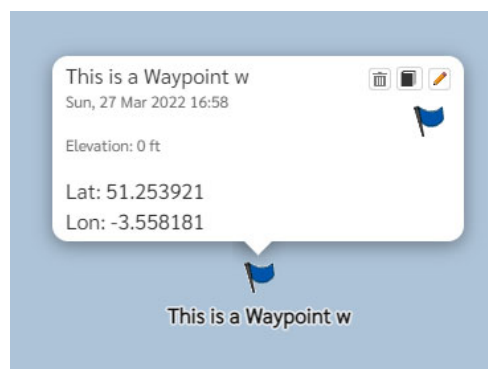 This is a Waypoint w
Sun, 27 Mar 2022 16:58
Elevation: 0 ft
Lat: 51.253921
Lon: -3.558181
This is a Waypoint w